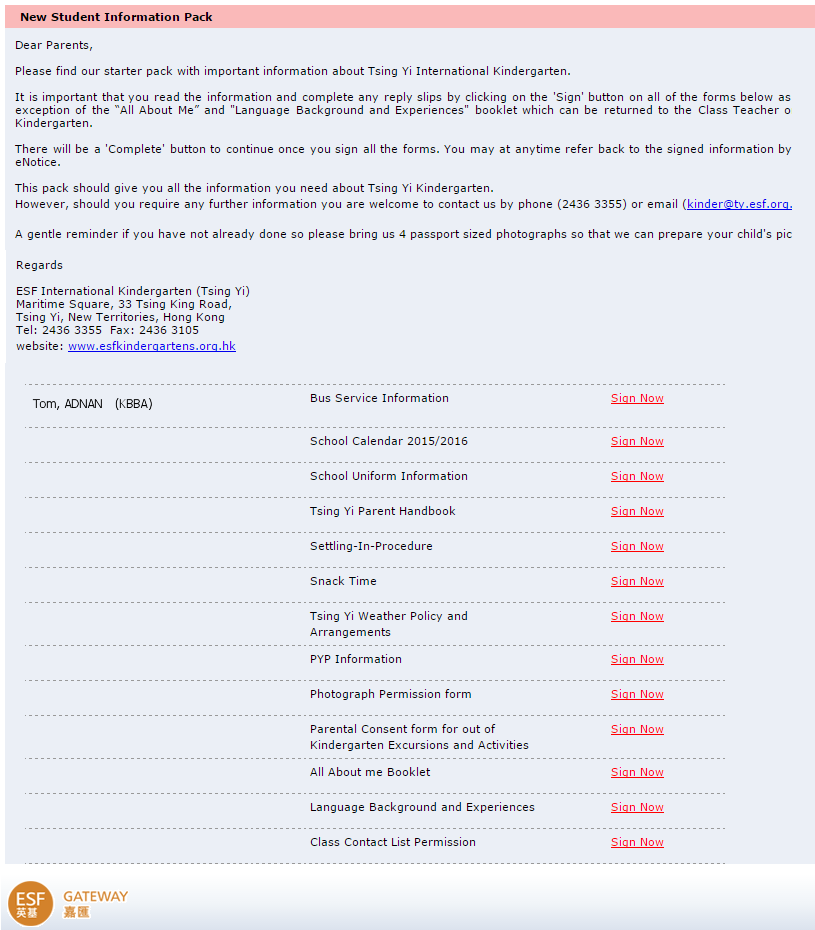 New Student Information Pack
Dear Parents,
Please find our starter pack with important information about Tsing Yi International Kindergarten.
It is important that you read the information and complete any reply slips by clicking on the 'Sign' button on all of the forms below as
exception of the “All About Me” and "Language Background and Experiences" booklet which can be returned to the Class Teacher o
Kindergarten.
There will be a 'Complete' button to continue once you sign all the forms. You may at anytime refer back to the signed information by
eNotice.
This pack should give you all the information you need about Tsing Yi Kindergarten.
However, should you require any further information you are welcome to contact us by phone (2436 3355) or email (kinder@ty.esf.org.
A gentle reminder if you have not already done so please bring us 4 passport sized photographs so that we can prepare your child's pic
Regards
ESF International Kindergarten (Tsing Yi)
Maritime Square, 33 Tsing King Road,
Tsing Yi, New Territories, Hong Kong
Tel: 2436 3355 Fax: 2436 3105
website: www.esfkindergartens.org.hk
Tom, ADNAN (KBBA) Bus Service Information Sign Now
School Calendar 2015/2016 Sign Now
School Uniform Information Sign Now
Tsing Yi Parent Handbook Sign Now
Settling-In-Procedure Sign Now
Snack Time Sign Now
Tsing Yi Weather Policy and Sign Now
Arrangements
PYP Information Sign Now
Photograph Permission form Sign Now
Parental Consent form for out of Sign Now
Kindergarten Excursions and Activities
All About me Booklet Sign Now
Language Background and Experiences Sign Now
Class Contact List Permission Sign Now
ESF GATEWAY
英基 嘉匯